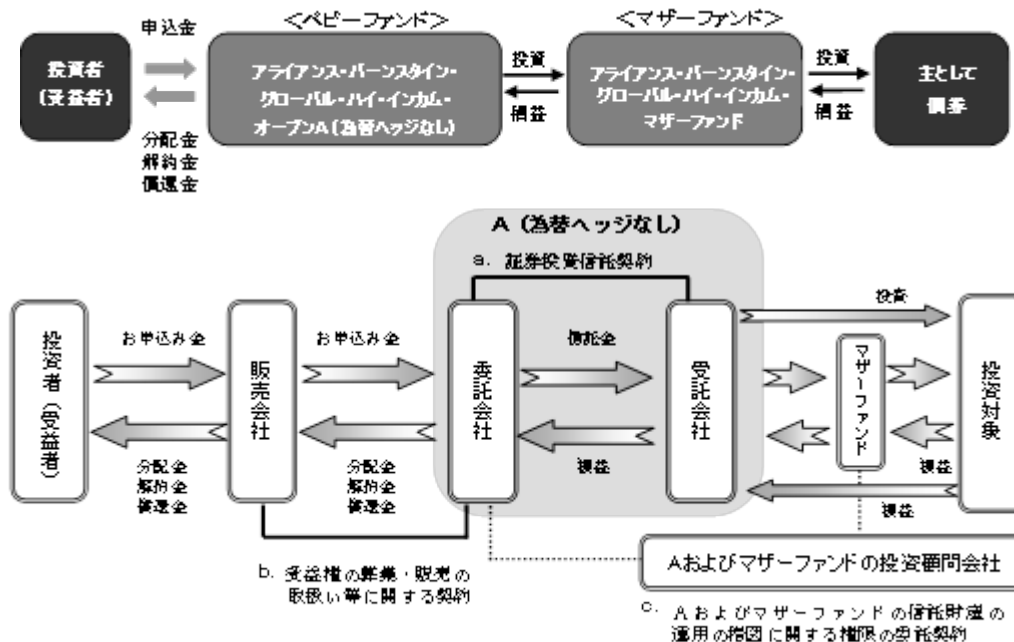 <ベビーファンド>
<マザーファンド>
申込金
投資者
(受益者)
アライアンス・バーンスタイン・
グローバル・ハイ・インカム・
オープンA(為替ヘッジなし)
投資
損益
アライアンス・バーンスタイン・
グローバル・ハイ・インカム・
マザーファンド
投資
損益
主として
債券
分配金
解約金
償還金
A (為替ヘッジなし)
a. 証券投資信託契約
投資者(受益者)
お申込み金
分配金
解約金
償還金
販売会社
お申込み金
分配金
解約金
償還金
委託会社
信託金
損益
受託会社
投資
マザーファンド
損益
損益
投資対象
b. 受益権の募集・販売の
取扱い等に関する契約
Aおよびマザーファンドの投資顧問会社
c. Aおよびマザーファンドの信託財産の
運用の指図に関する権限の委託契約